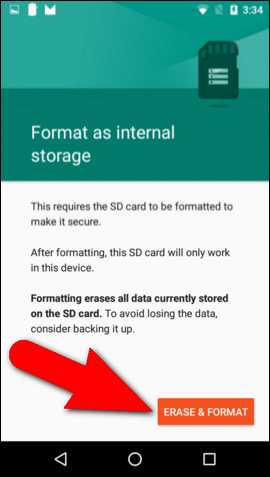 3:34
Format as internal
storage
This requires the SD card to be formatted to
make it secure.
After formatting, this SD card will only work
in this device.
Formatting erases all data currently stored
on the SD card. To avoid losing the data,
consider backing it up.
ERASE & FORMAT